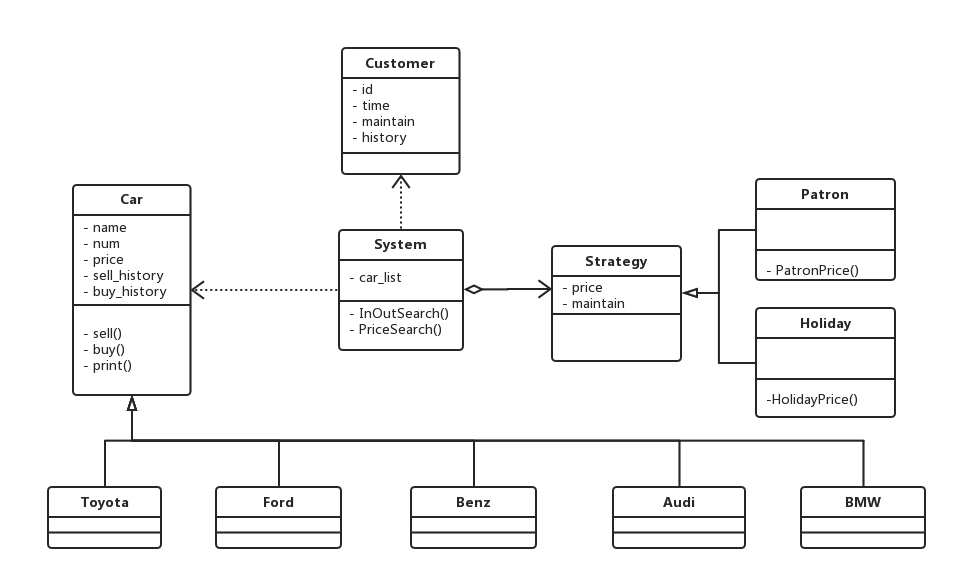 Customer
- id
- time
- maintain
- history
Car
- name
- num
- price
- sell_history
- buy_history
- sell()
- buy()
- print()
System
- car_list
- InOutSearch()
- PriceSearch()
Strategy
- price
- maintain
Patron
- PatronPrice()
Holiday
-HolidayPrice()
Toyota
Ford
Benz
Audi
BMW